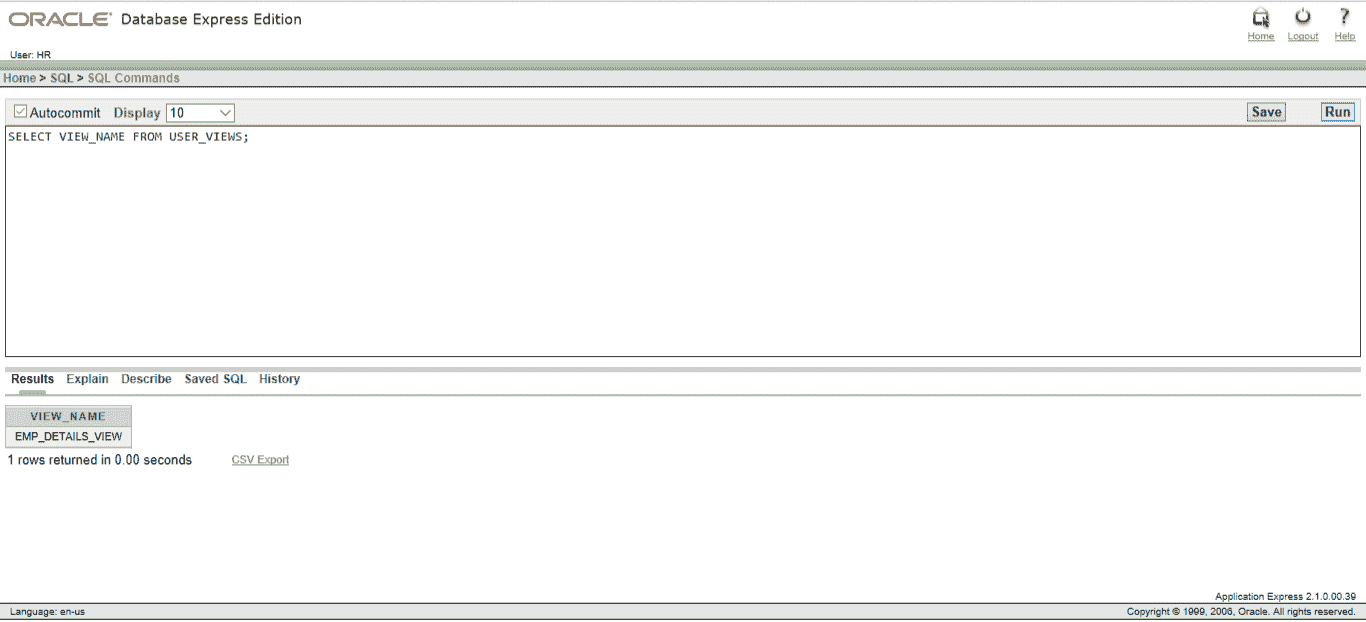 ORACLE Database Express Edition
Home Logout Help
User: HR
Home > SQL > SQL Commands
Autocommit Display 10 Save Run
SELECT VIEW_NAME FROM USER_VIEWS;
Results Explain Describe Saved SQL History
VIEW_NAME
EMP_DETAILS_VIEW
1 rows returned in 0.00 seconds CSV Export
Application Express 2.1.0.00.39
Language: en-us Copyright © 1999, 2006, Oracle. All rights reserved.